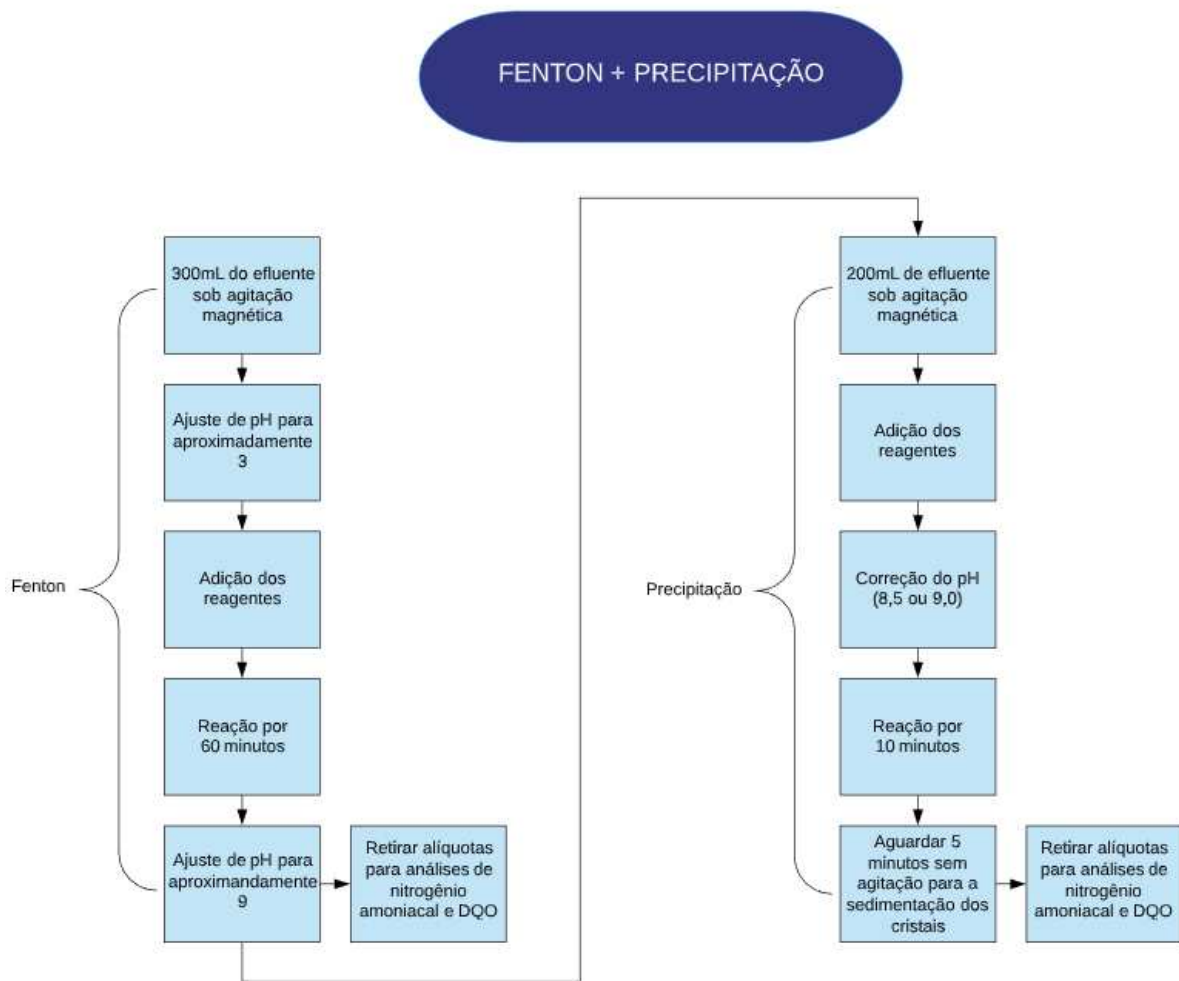 FENTON + PRECIPITAÇÃO
300mL do efluente
sob agitação
magnética
Ajuste de pH para
aproximadamente
3
Fenton
Adição dos
reagentes
Reação por
60 minutos
Ajuste de pH para
aproximandamente
9
Retirar alíquotas
para análises de
nitrogênio
amoniacal e DQO
200mL de efluente
sob agitação
magnética
Adição dos
reagentes
Precipitação
Correção do pH
(8,5 ou 9,0)
Reação por
10 minutos
Aguardar 5
minutos sem
agitação para a
sedimentação dos
cristais
Retirar alíquotas
para análises de
nitrogênio
amoniacal e DQO